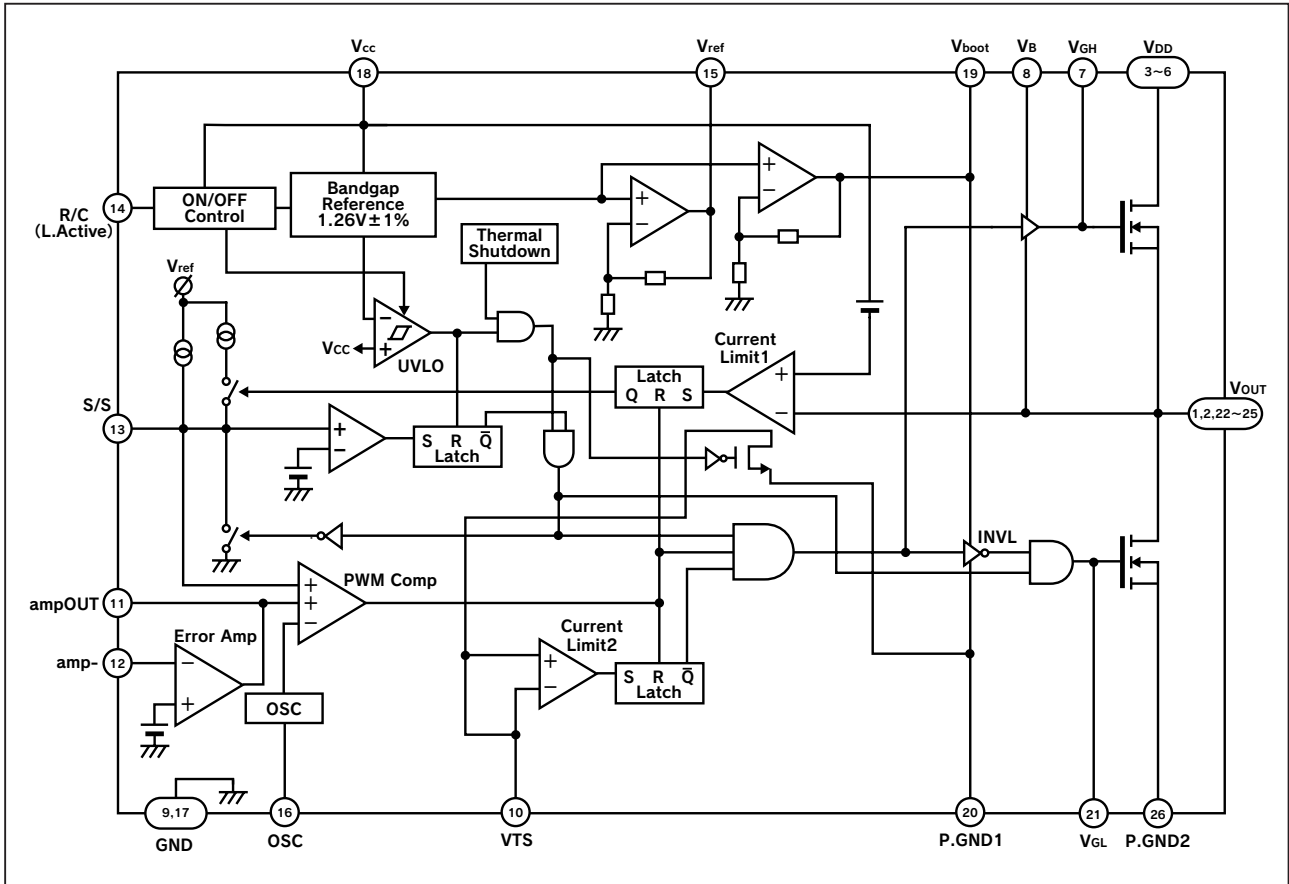 Vcc
Vref
Vboot
VB
VGH
VDD
18
15
19
8
7
3~6
14
R/C
(L.Active)
ON/OFF
Control
Bandgap
Reference
1.26V±1%
+
−
+
−
Thermal
Shutdown
Vref
−
+
VCC
UVLO
Current
Limit1
+
−
Latch
Q R S
VOUT
1,2,22~25
S/S
13
+
−
S R Q̅
Latch
INVL
PWM Comp
+
+
−
ampOUT
11
Error Amp
amp-
12
−
+
OSC
Current
Limit2
+
−
S R Q̅
Latch
9,17
16
10
20
21
26
GND
OSC
VTS
P.GND1
VGL
P.GND2